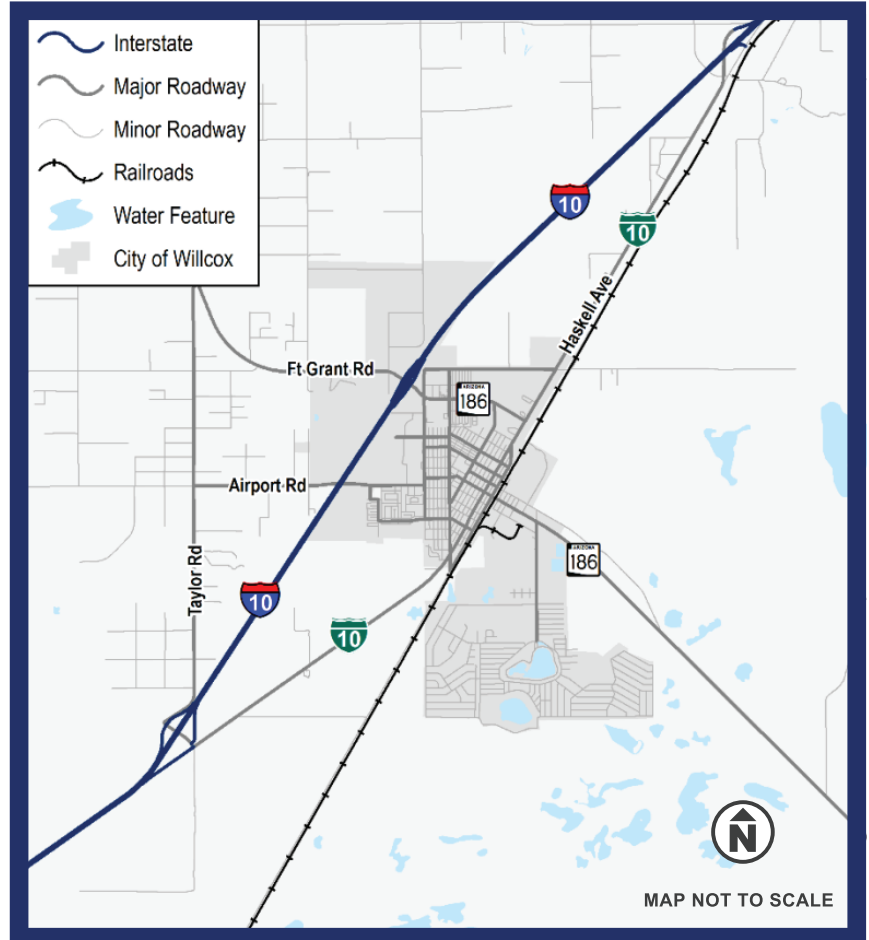 Interstate
Major Roadway
Minor Roadway
Railroads
Water Feature
City of Willcox
10
10
Haskell Ave
Ft Grant Rd
ARIZONA
186
Airport Rd
ARIZONA
186
Taylor Rd
10
10
N
MAP NOT TO SCALE